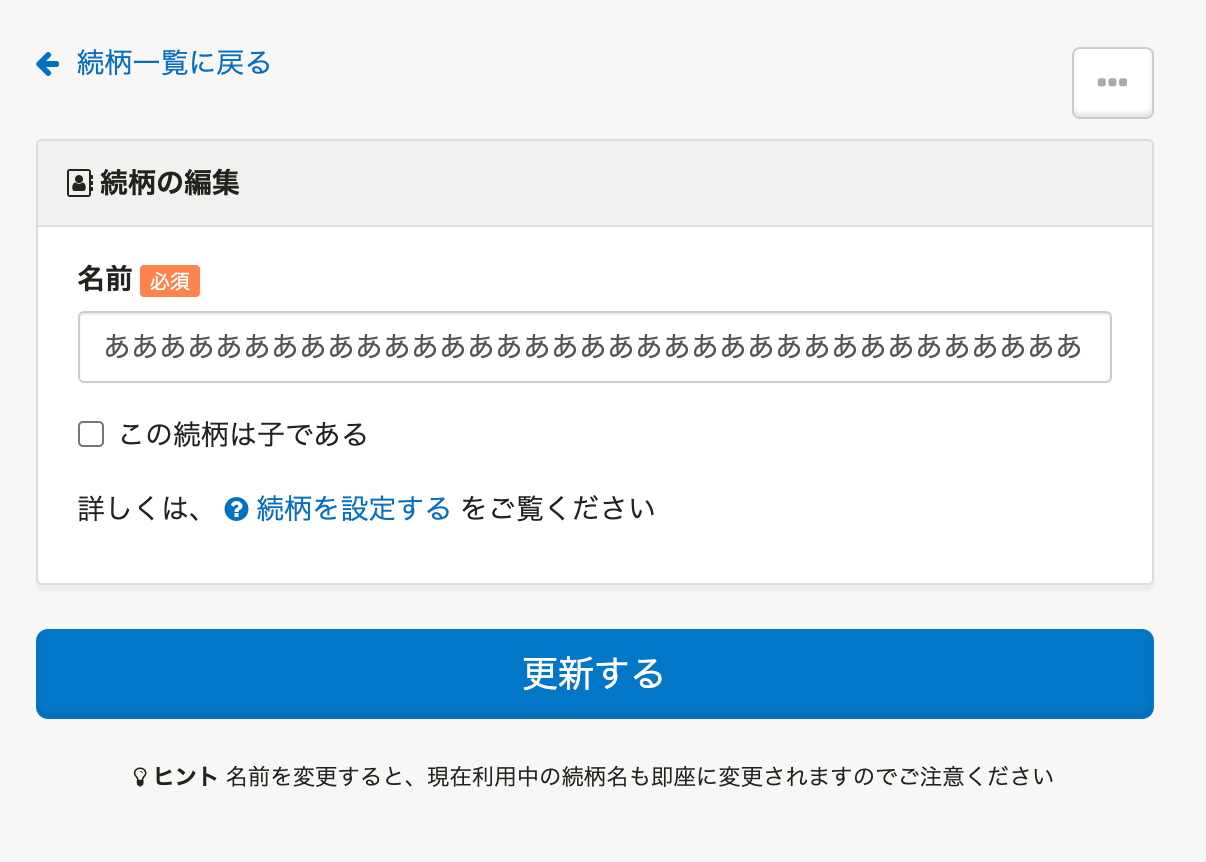 続柄一覧に戻る
続柄の編集
名前 必須
あああああああああああああああああああああああああああああああああああ
この続柄は子である
詳しくは、 続柄を設定する をご覧ください
更新する
ヒント 名前を変更すると、現在利用中の続柄名も即座に変更されますのでご注意ください